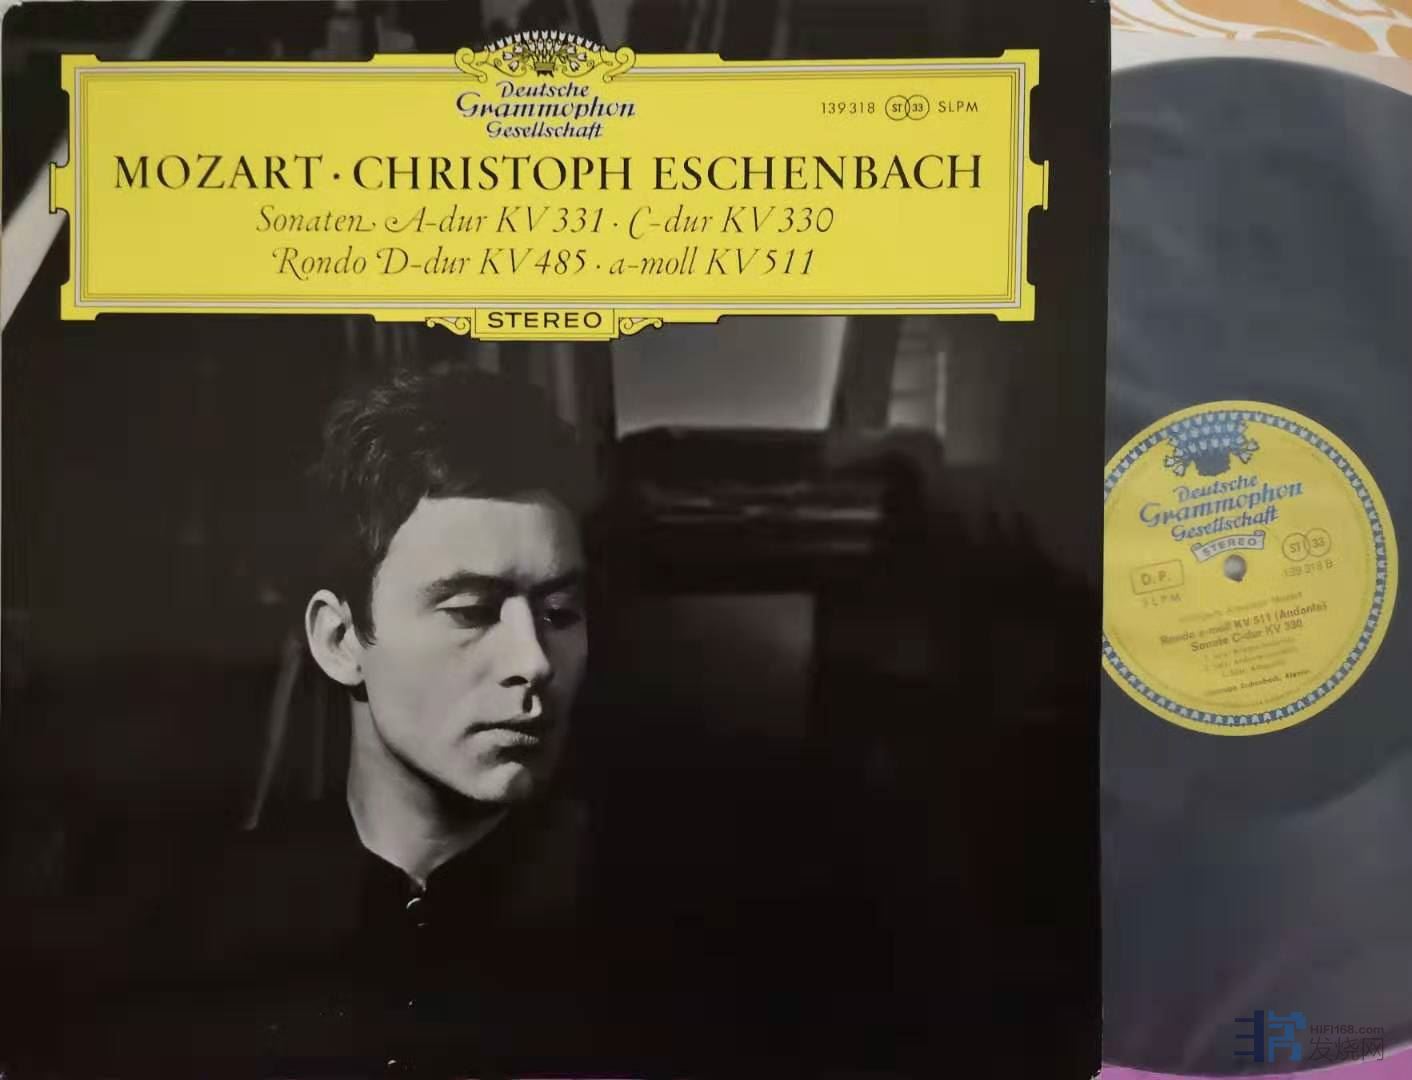 Deutsche
Grammophon
Gesellschaft
139318 ST 33 SLPM
MOZART · CHRISTOPH ESCHENBACH
Sonaten A-dur KV 331 · C-dur KV 330
Rondo D-dur KV 485 · a-moll KV 511
STEREO
Deutsche
Grammophon
Gesellschaft
STEREO
ST 33
139 318 B
D.P.
SLPM
Rondo a-moll KV 511 (Andante)
Sonate C-dur KV 330
HIFI168.com
发烧网